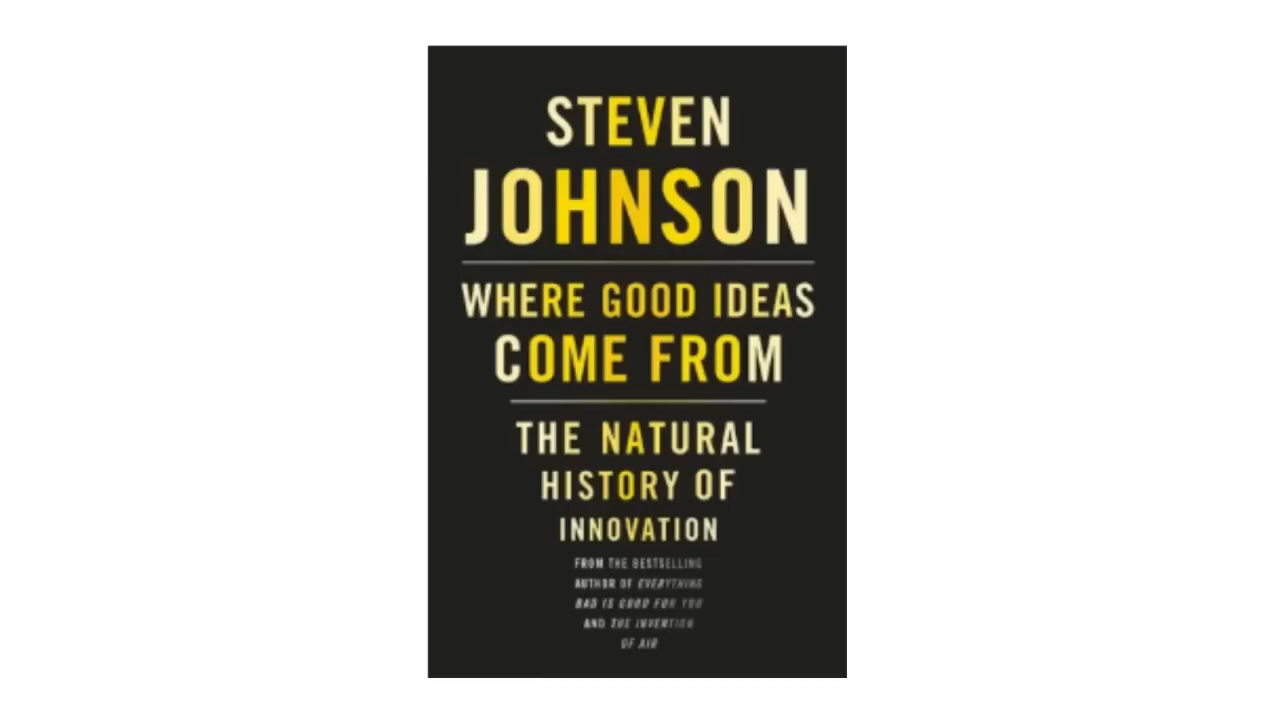 STEVEN
JOHNSON
WHERE GOOD IDEAS
COME FROM
THE NATURAL
HISTORY OF
INNOVATION
FROM THE BESTSELLING
AUTHOR OF EVERYTHING
BAD IS GOOD FOR YOU
AND THE INVENTION
OF AIR